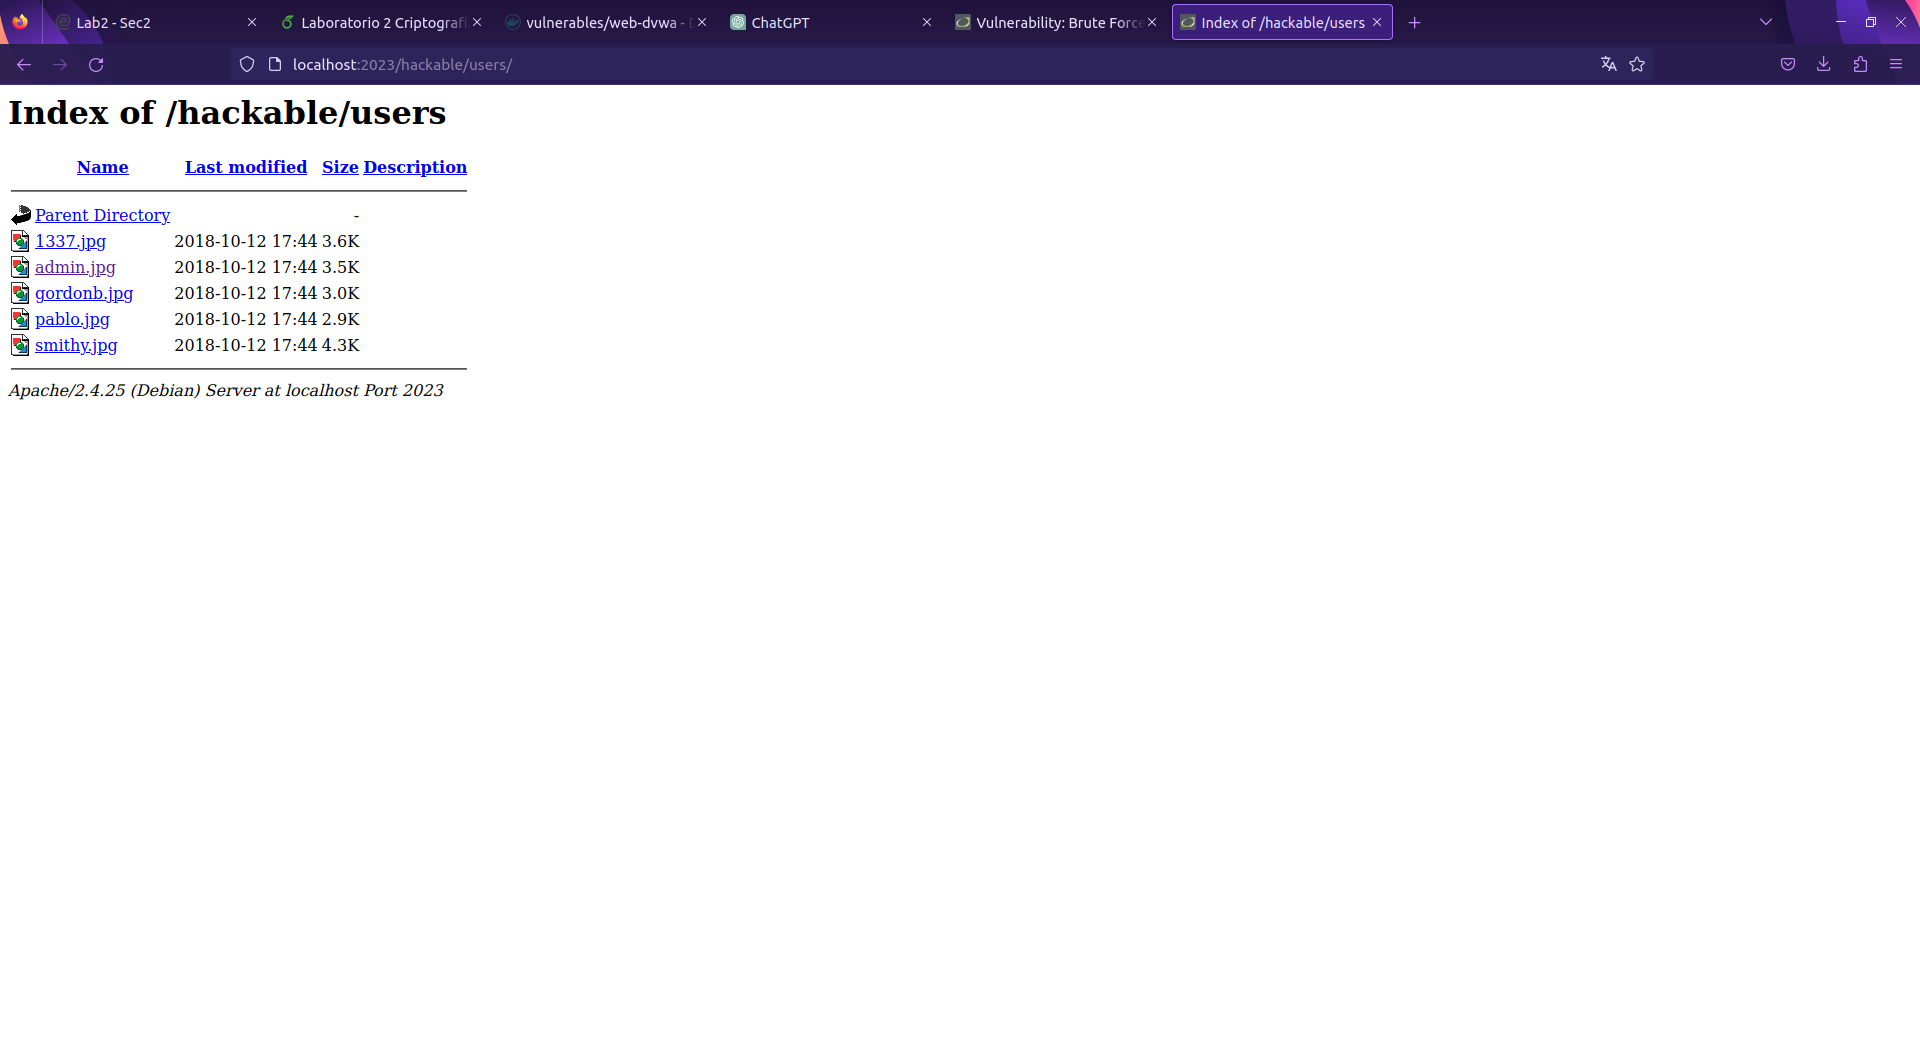 Lab2 - Sec2
Laboratorio 2 Criptografi
vulnerables/web-dvwa - D
ChatGPT
Vulnerability: Brute Force
Index of /hackable/users
localhost:2023/hackable/users/
Index of /hackable/users
Name Last modified Size Description
Parent Directory -
1337.jpg 2018-10-12 17:44 3.6K
admin.jpg 2018-10-12 17:44 3.5K
gordonb.jpg 2018-10-12 17:44 3.0K
pablo.jpg 2018-10-12 17:44 2.9K
smithy.jpg 2018-10-12 17:44 4.3K
Apache/2.4.25 (Debian) Server at localhost Port 2023